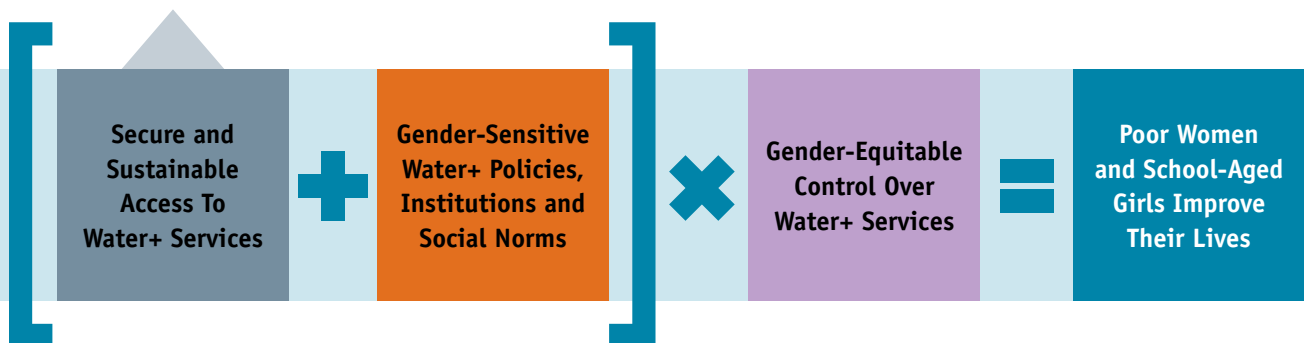 Secure and
Sustainable
Access To
Water+ Services
Gender-Sensitive
Water+ Policies,
Institutions and
Social Norms
Gender-Equitable
Control Over
Water+ Services
Poor Women
and School-Aged
Girls Improve
Their Lives